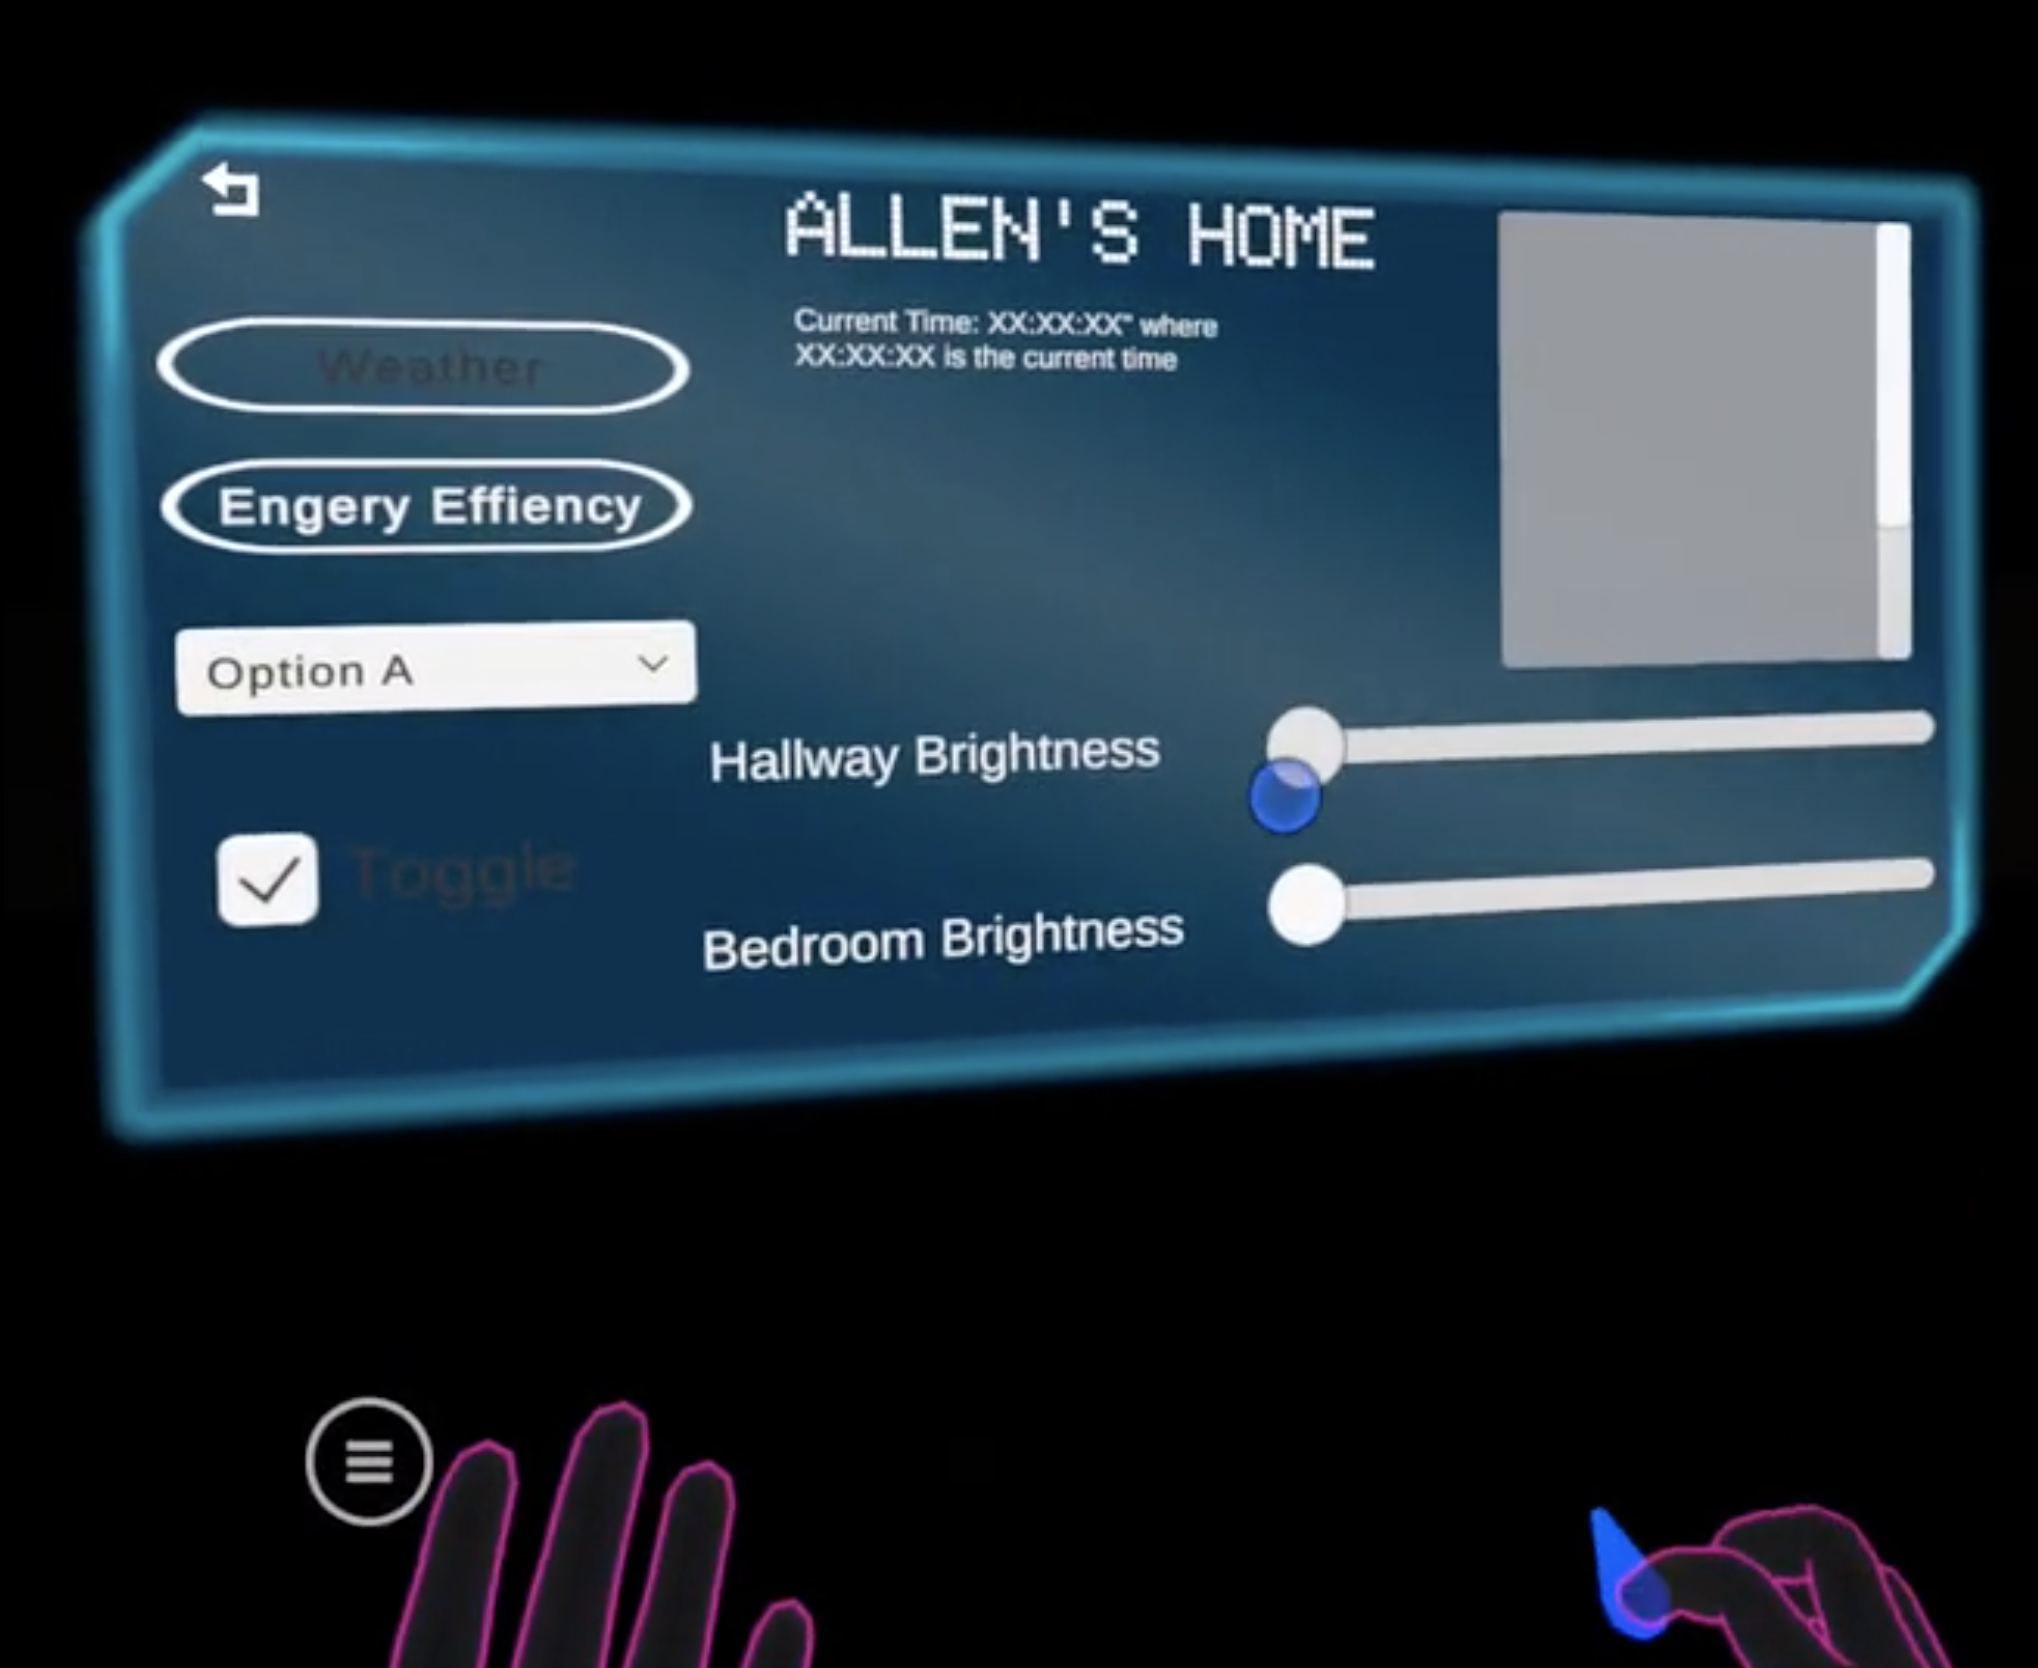 ALLEN'S HOME
Current Time: XX:XX:XX" where
XX:XX:XX is the current time
Weather
Engery Effiency
Option A
Hallway Brightness
Toggle
Bedroom Brightness